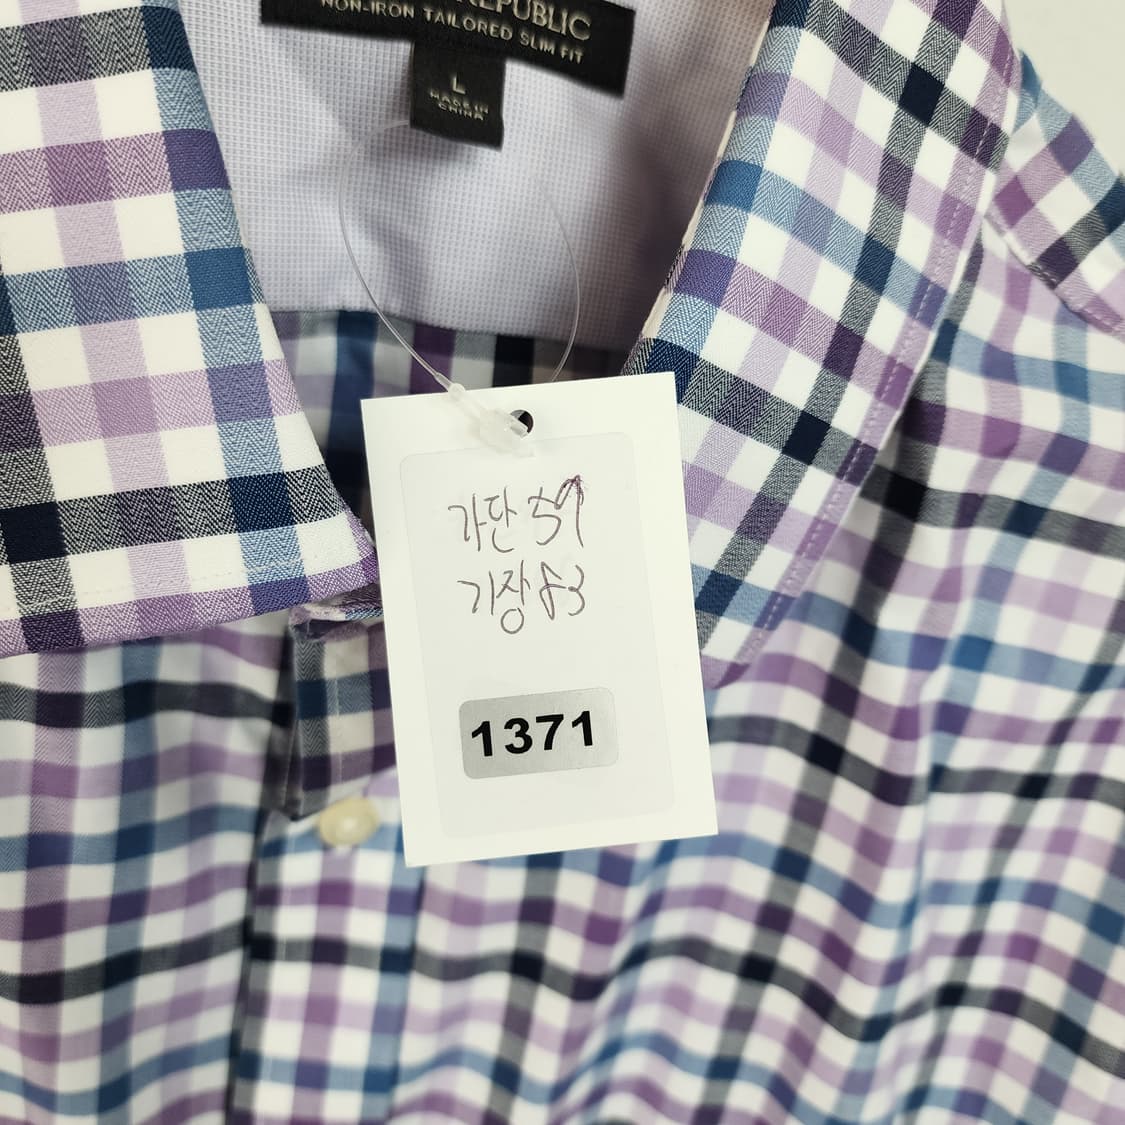 REPUBLIC
NON-IRON TAILORED SLIM FIT
L
MADE IN
CHINA
가단 59
기장 83
1371